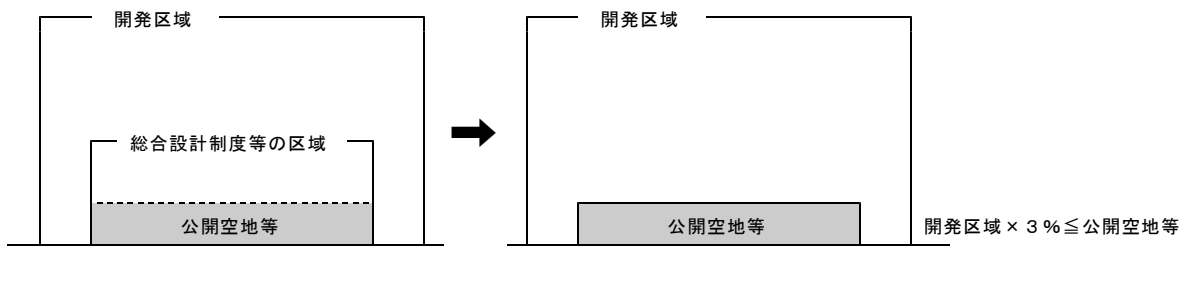 開発区域
総合設計制度等の区域
公開空地等
開発区域
公開空地等
開発区域×３％≦公開空地等